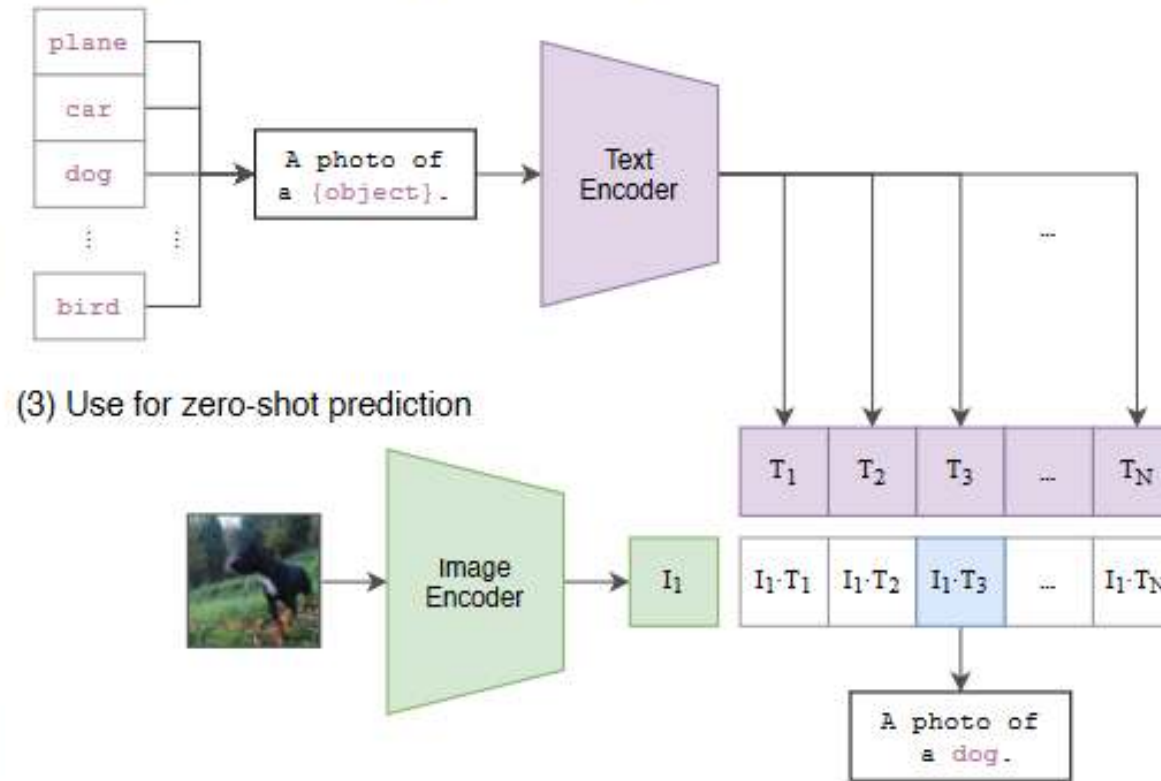 plane
car
dog
⋮ ⋮
bird
A photo of
a {object}.
Text
Encoder
...
(3) Use for zero-shot prediction
T1 T2 T3 ... TN
Image
Encoder
I1
I1·T1 I1·T2 I1·T3 ... I1·TN
A photo of
a dog.